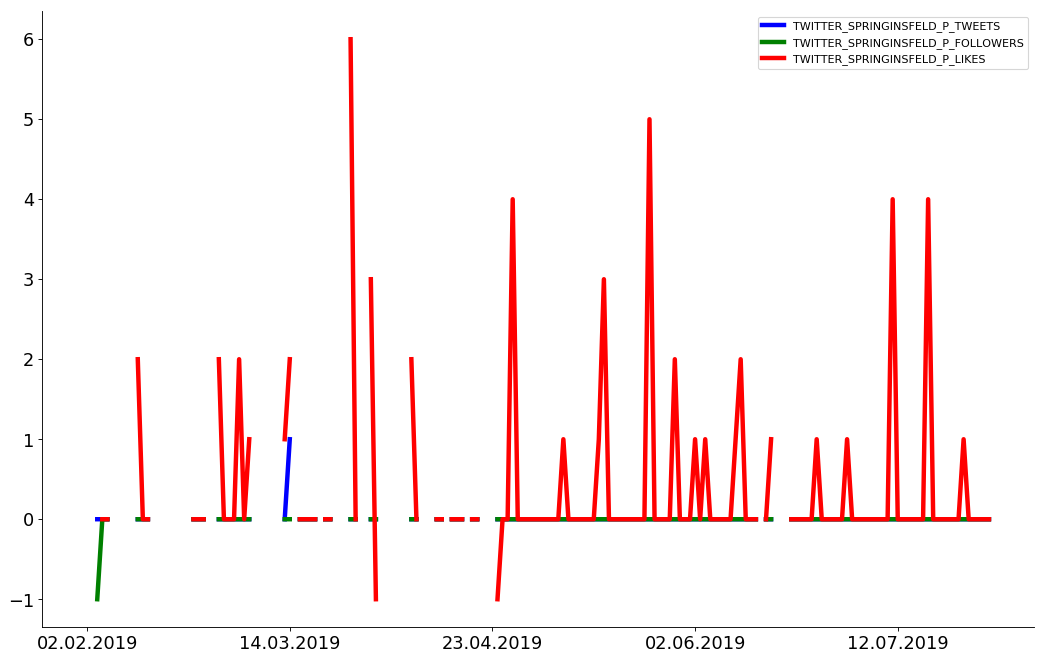 TWITTER_SPRINGINSFELD_P_TWEETS
TWITTER_SPRINGINSFELD_P_FOLLOWERS
TWITTER_SPRINGINSFELD_P_LIKES
6
5
4
3
2
1
0
−1
02.02.2019 14.03.2019 23.04.2019 02.06.2019 12.07.2019